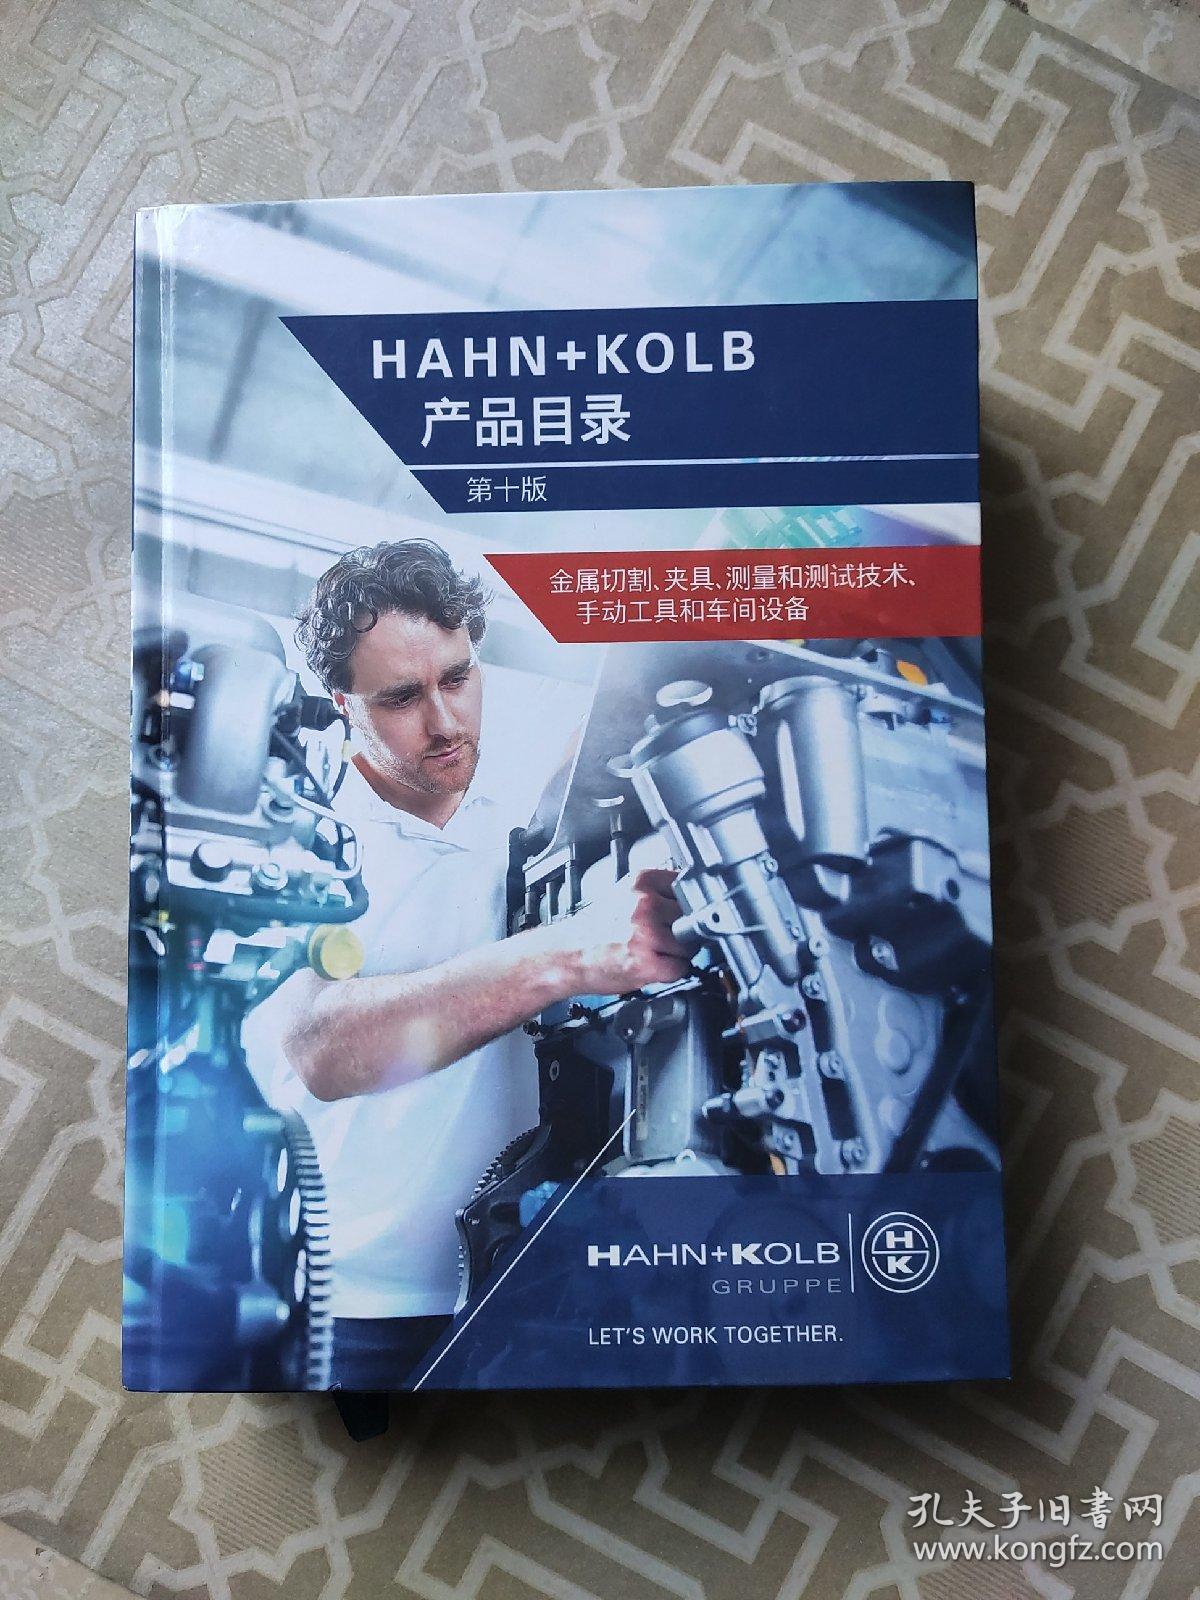 HAHN+KOLB
产品目录
第十版
金属切割、夹具、测量和测试技术、
手动工具和车间设备
HAHN+KOLB
GRUPPE
H
K
LET'S WORK TOGETHER.
孔夫子旧書网
www.kongfz.com